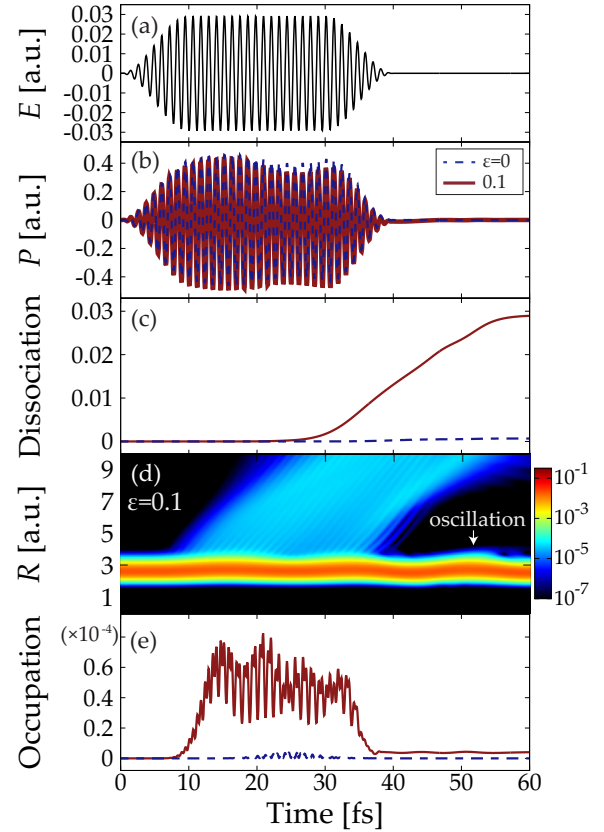 0.03
0.02
0.01
0
-0.01
-0.02
-0.03
E [a.u.]
(a)
0.4
0.2
0
-0.2
-0.4
P [a.u.]
(b)
ε=0
0.1
0.03
0.02
0.01
0
Dissociation
(c)
9
7
5
3
1
R [a.u.]
(d)
ε=0.1
oscillation
10-1
10-3
10-5
10-7
(×10-4)
0.6
0.4
0.2
0
Occupation
(e)
0 10 20 30 40 50 60
Time [fs]